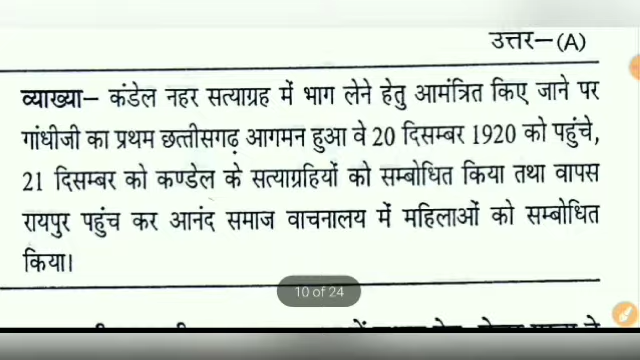 उत्तर–(A)
व्याख्या– कंडेल नहर सत्याग्रह में भाग लेने हेतु आमंत्रित किए जाने पर
गांधीजी का प्रथम छत्तीसगढ़ आगमन हुआ वे 20 दिसम्बर 1920 को पहुंचे,
21 दिसम्बर को कण्डेल के सत्याग्रहियों को सम्बोधित किया तथा वापस
रायपुर पहुंच कर आनंद समाज वाचनालय में महिलाओं को सम्बोधित
किया।
10 of 24